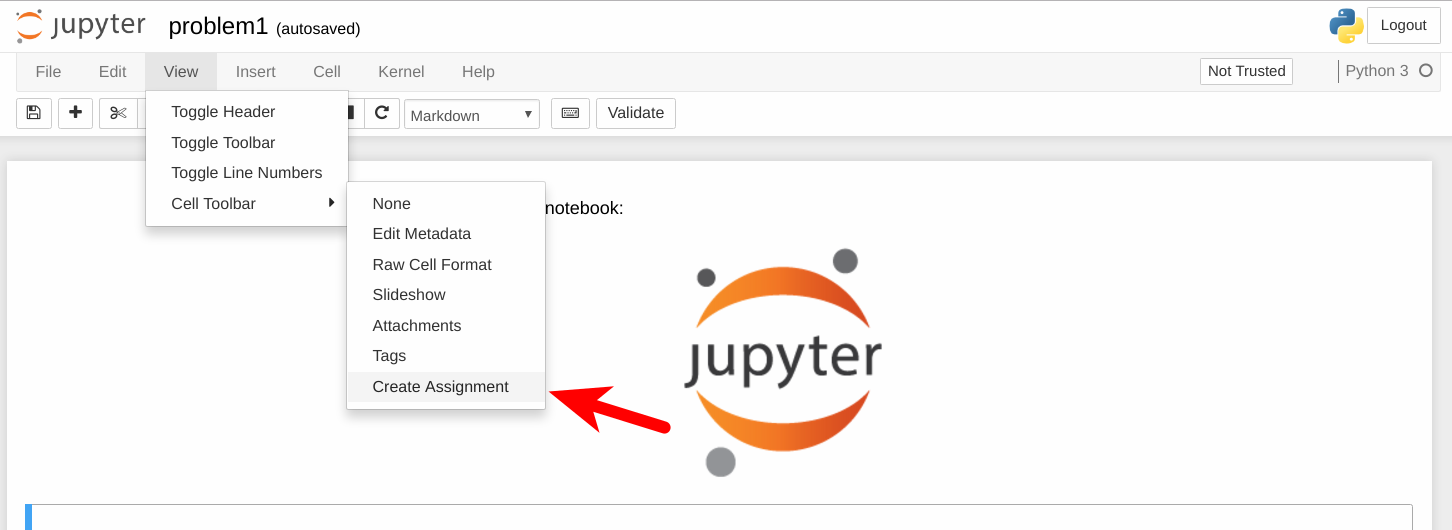 jupyter problem1 (autosaved) Logout
File Edit View Insert Cell Kernel Help Not Trusted Python 3
Toggle Header
Toggle Toolbar
Toggle Line Numbers
Cell Toolbar
Markdown Validate
None
Edit Metadata
Raw Cell Format
Slideshow
Attachments
Tags
Create Assignment
notebook:
jupyter